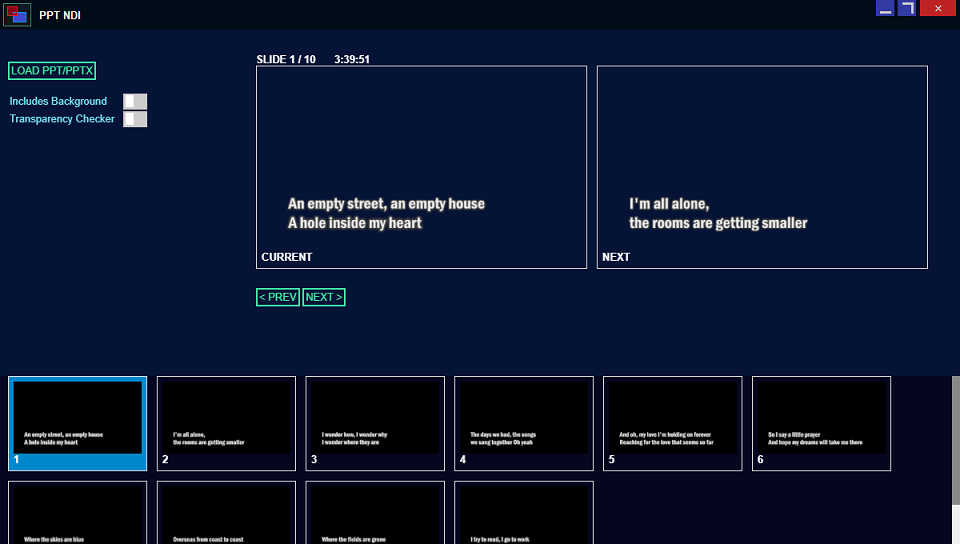 PPT NDI
SLIDE 1 / 10 3:39:51
LOAD PPT/PPTX
Includes Background
Transparency Checker
An empty street, an empty house
A hole inside my heart
CURRENT
I'm all alone,
the rooms are getting smaller
NEXT
< PREV NEXT >
An empty street, an empty house
A hole inside my heart
1
I'm all alone,
the rooms are getting smaller
2
I wonder how, I wonder why
I wonder where they are
3
The days we had, the songs
we sang together Oh yeah
4
And oh, my love I'm holding on forever
Reaching for the love that seems so far
5
So I say a little prayer
And hope my dreams will take me there
6
Where the skies are blue
Overseas from coast to coast
Where the fields are green
I try to read, I go to work